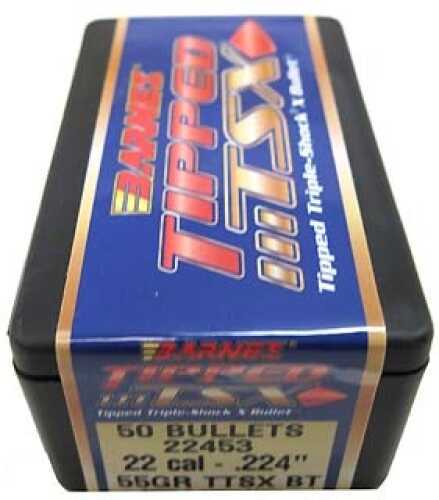 BARNES
TIPPED
TSX
Tipped Triple-Shock X Bullet
BARNES
TIPPED
TSX
Tipped Triple-Shock X Bullet
50 BULLETS
22453
22 cal - .224"
55GR TTSX BT